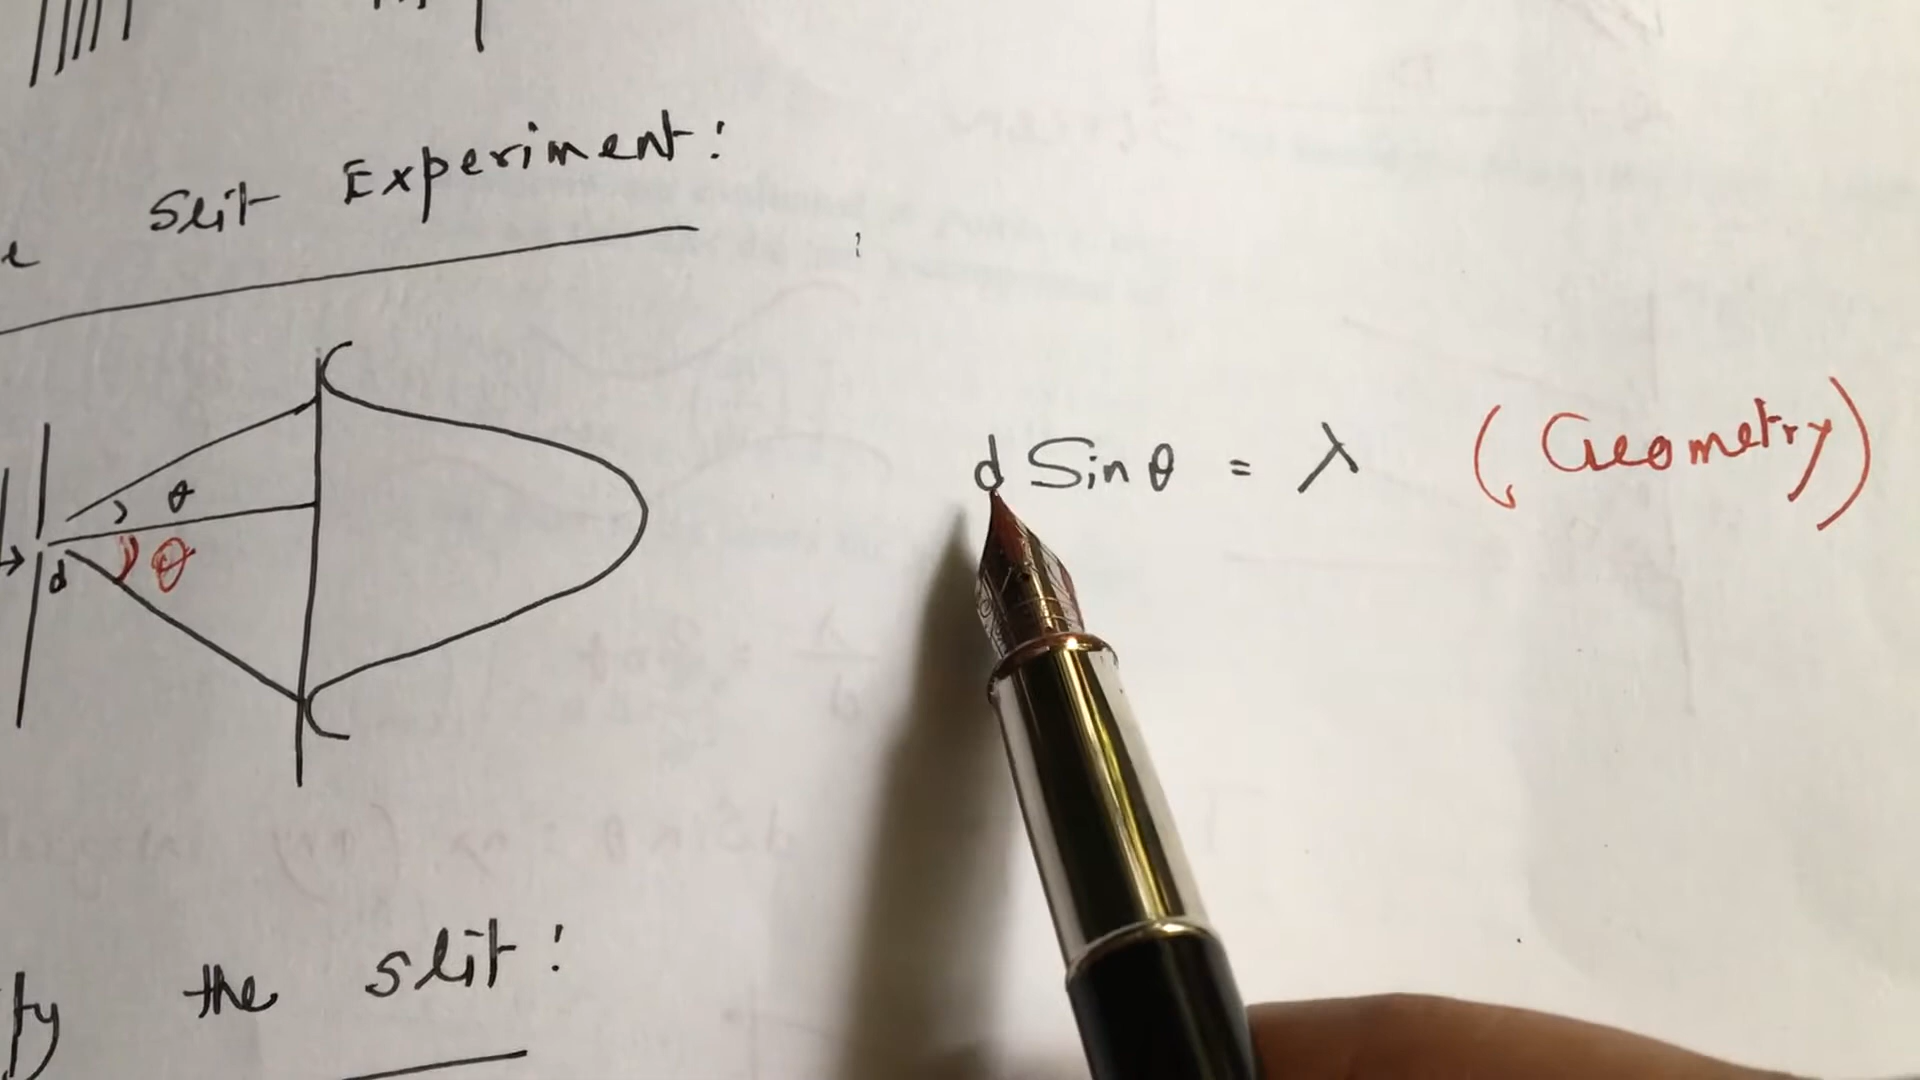 Slit Experiment:
θ
θ
d
d Sin θ = λ (Geometry)
the slit: